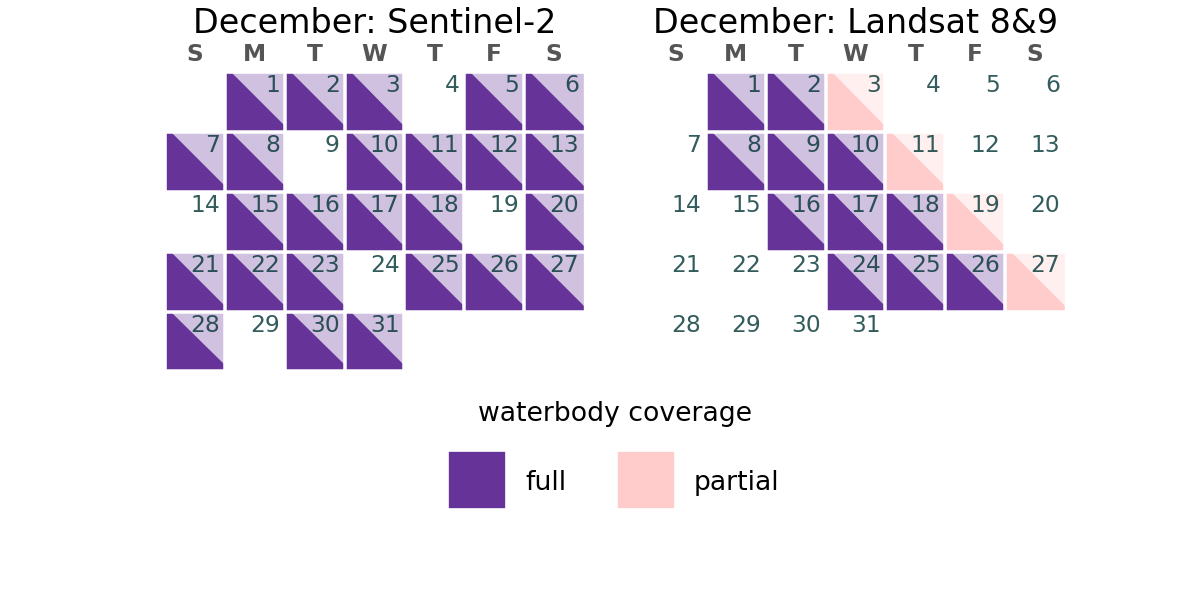 December: Sentinel-2
S M T W T F S
1 2 3 4 5 6
7 8 9 10 11 12 13
14 15 16 17 18 19 20
21 22 23 24 25 26 27
28 29 30 31
December: Landsat 8&9
S M T W T F S
1 2 3 4 5 6
7 8 9 10 11 12 13
14 15 16 17 18 19 20
21 22 23 24 25 26 27
28 29 30 31
waterbody coverage
full partial